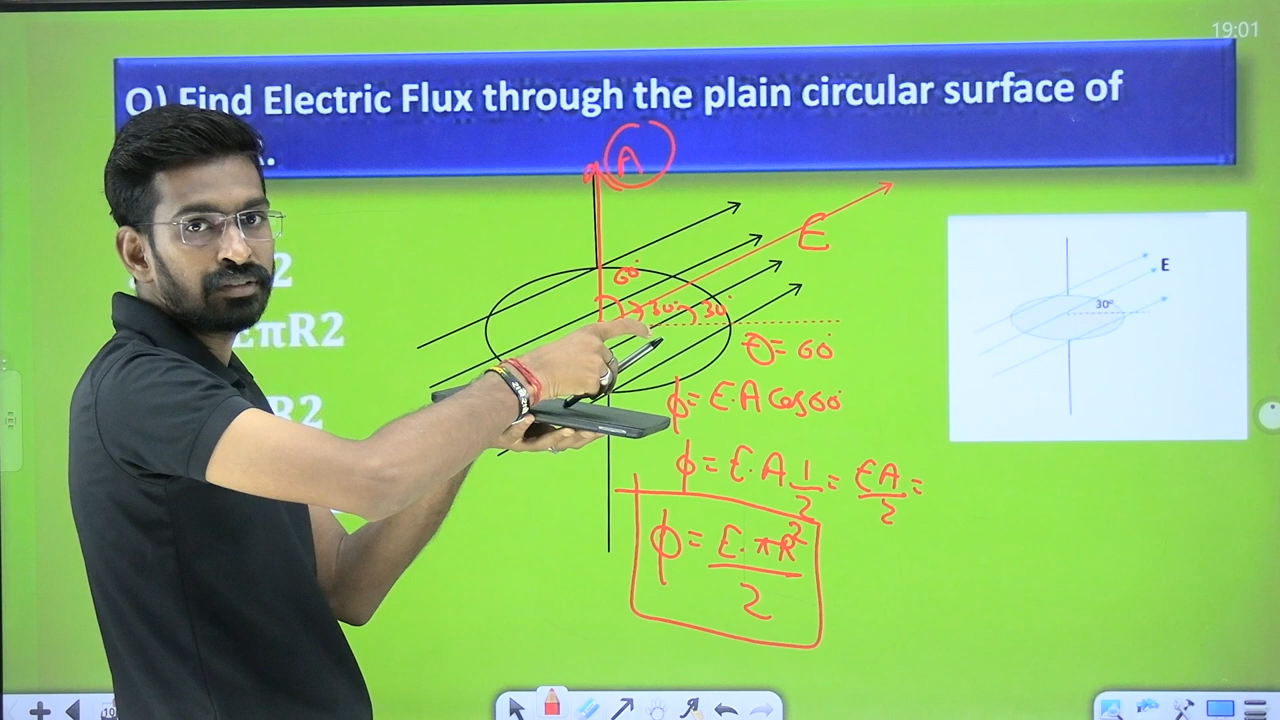 19:01
Q) Find Electric Flux through the plain circular surface of
A
E
60°
30°
30°
θ = 60°
2
EπR2
R2
ϕ = E·A Cos60°
ϕ = E·A 1/2 = EA/2 =
ϕ = E·πR²/2
E
30°